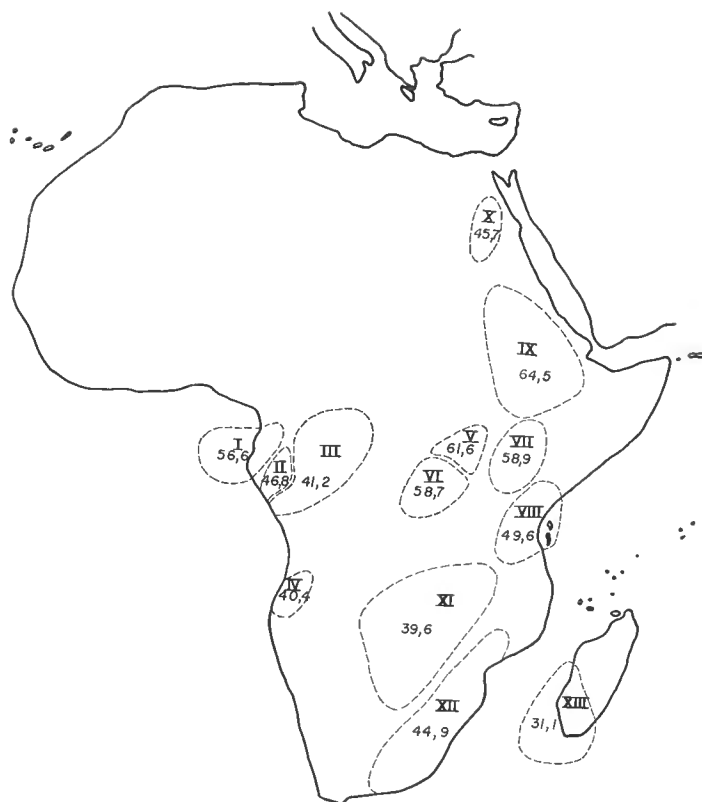 X
45,7
IX
64,5
I
56,6
II
46,8
III
41,2
V
61,6
VI
58,7
VII
58,9
VIII
49,6
IV
40,4
XI
39,6
XII
44,9
XIII
31,1